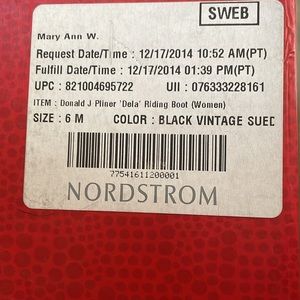 SWEB
Mary Ann W.
Request Date/Time : 12/17/2014 10:52 AM(PT)
Fulfill Date/Time : 12/17/2014 01:39 PM(PT)
UPC : 821004695722 UII : 076333228161
ITEM : Donald J Pliner 'Dela' Riding Boot (Women)
SIZE : 6 M COLOR : BLACK VINTAGE SUED
77541611200001
NORDSTROM